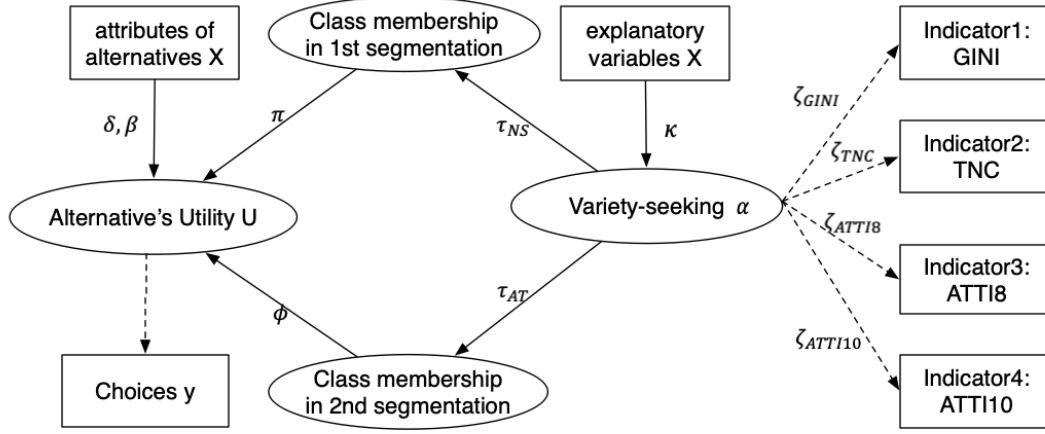 attributes of
alternatives X
Class membership
in 1st segmentation
explanatory
variables X
Indicator1:
GINI
δ, β
π
τ_NS
κ
ζ_GINI
ζ_TNC
Indicator2:
TNC
Alternative's Utility U
Variety-seeking α
ζ_ATTI8
Indicator3:
ATTI8
ϕ
τ_AT
ζ_ATTI10
Choices y
Class membership
in 2nd segmentation
Indicator4:
ATTI10